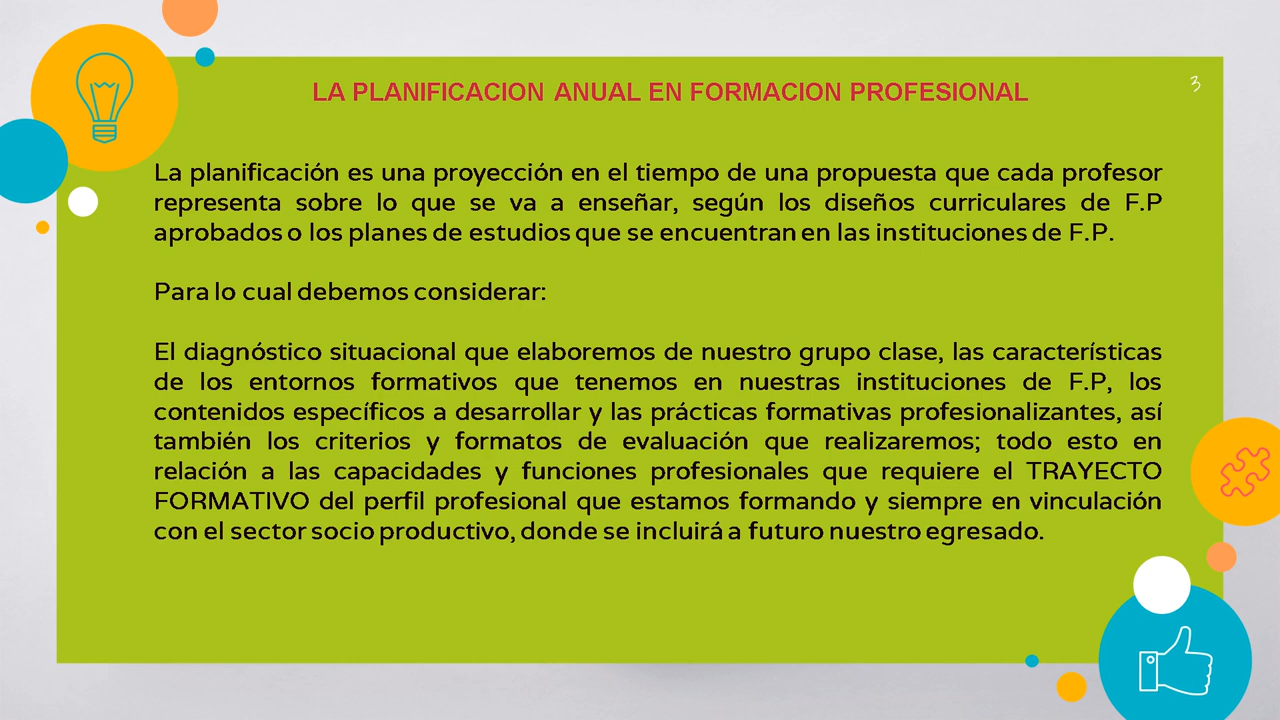 LA PLANIFICACION ANUAL EN FORMACION PROFESIONAL
3
La planificación es una proyección en el tiempo de una propuesta que cada profesor
representa sobre lo que se va a enseñar, según los diseños curriculares de F.P
aprobados o los planes de estudios que se encuentran en las instituciones de F.P.
Para lo cual debemos considerar:
El diagnóstico situacional que elaboremos de nuestro grupo clase, las características
de los entornos formativos que tenemos en nuestras instituciones de F.P, los
contenidos específicos a desarrollar y las prácticas formativas profesionalizantes, así
también los criterios y formatos de evaluación que realizaremos; todo esto en
relación a las capacidades y funciones profesionales que requiere el TRAYECTO
FORMATIVO del perfil profesional que estamos formando y siempre en vinculación
con el sector socio productivo, donde se incluirá a futuro nuestro egresado.